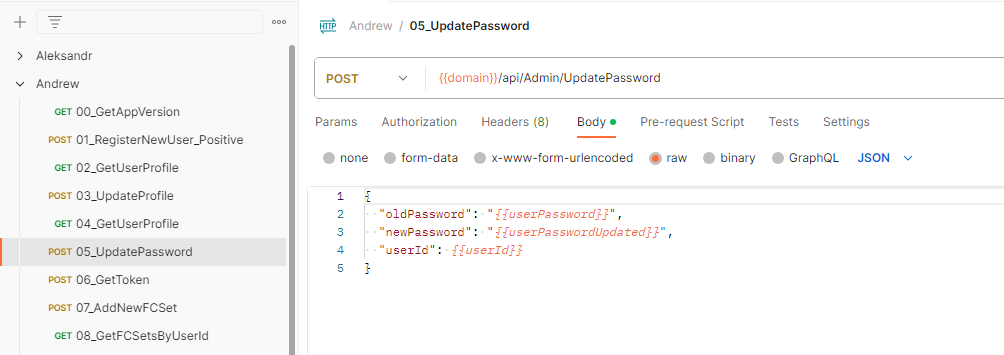 Aleksandr
Andrew
GET 00_GetAppVersion
POST 01_RegisterNewUser_Positive
GET 02_GetUserProfile
POST 03_UpdateProfile
GET 04_GetUserProfile
POST 05_UpdatePassword
POST 06_GetToken
POST 07_AddNewFCSet
GET 08_GetFCSetsByUserId
HTTP Andrew / 05_UpdatePassword
POST {{domain}}/api/Admin/UpdatePassword
Params Authorization Headers (8) Body Pre-request Script Tests Settings
none form-data x-www-form-urlencoded raw binary GraphQL JSON
1 {
2 "oldPassword": "{{userPassword}}",
3 "newPassword": "{{userPasswordUpdated}}",
4 "userId": {{userId}}
5 }